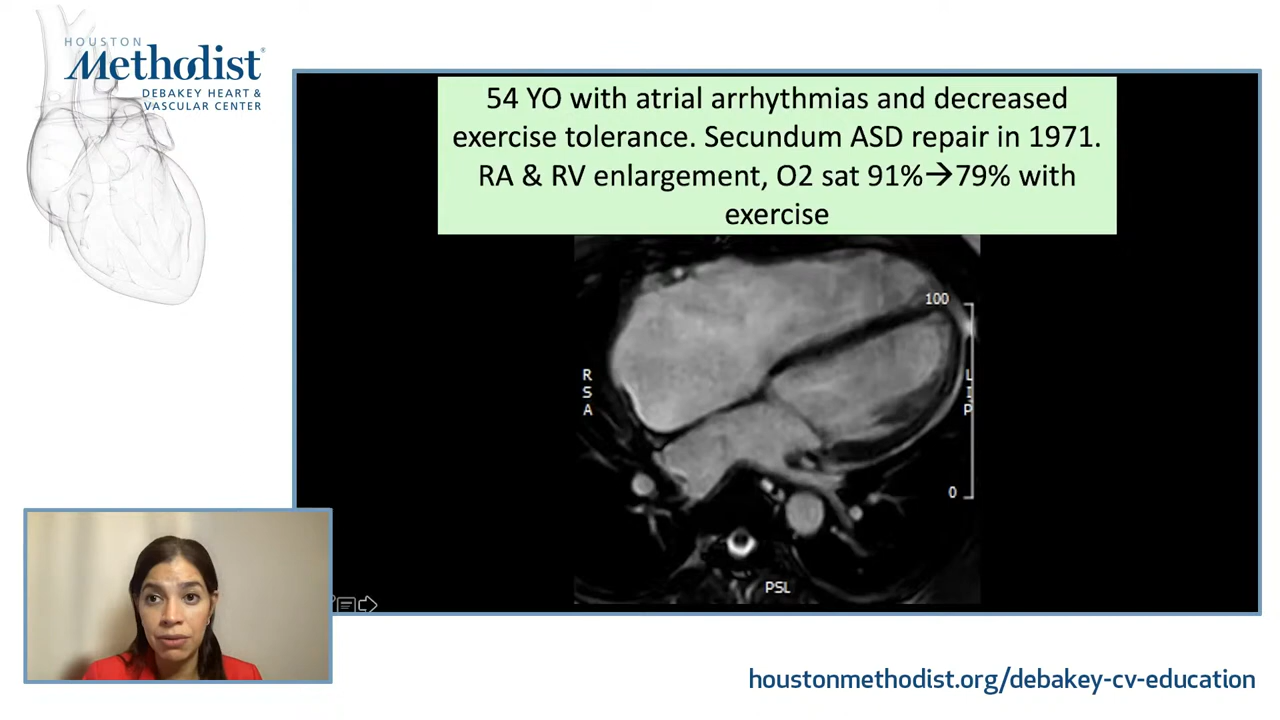 HOUSTON
Methodist®
DEBAKEY HEART &
VASCULAR CENTER
54 YO with atrial arrhythmias and decreased
exercise tolerance. Secundum ASD repair in 1971.
RA & RV enlargement, O2 sat 91%→79% with
exercise
100
R
S
A
L
I
P
0
PSL
houstonmethodist.org/debakey-cv-education